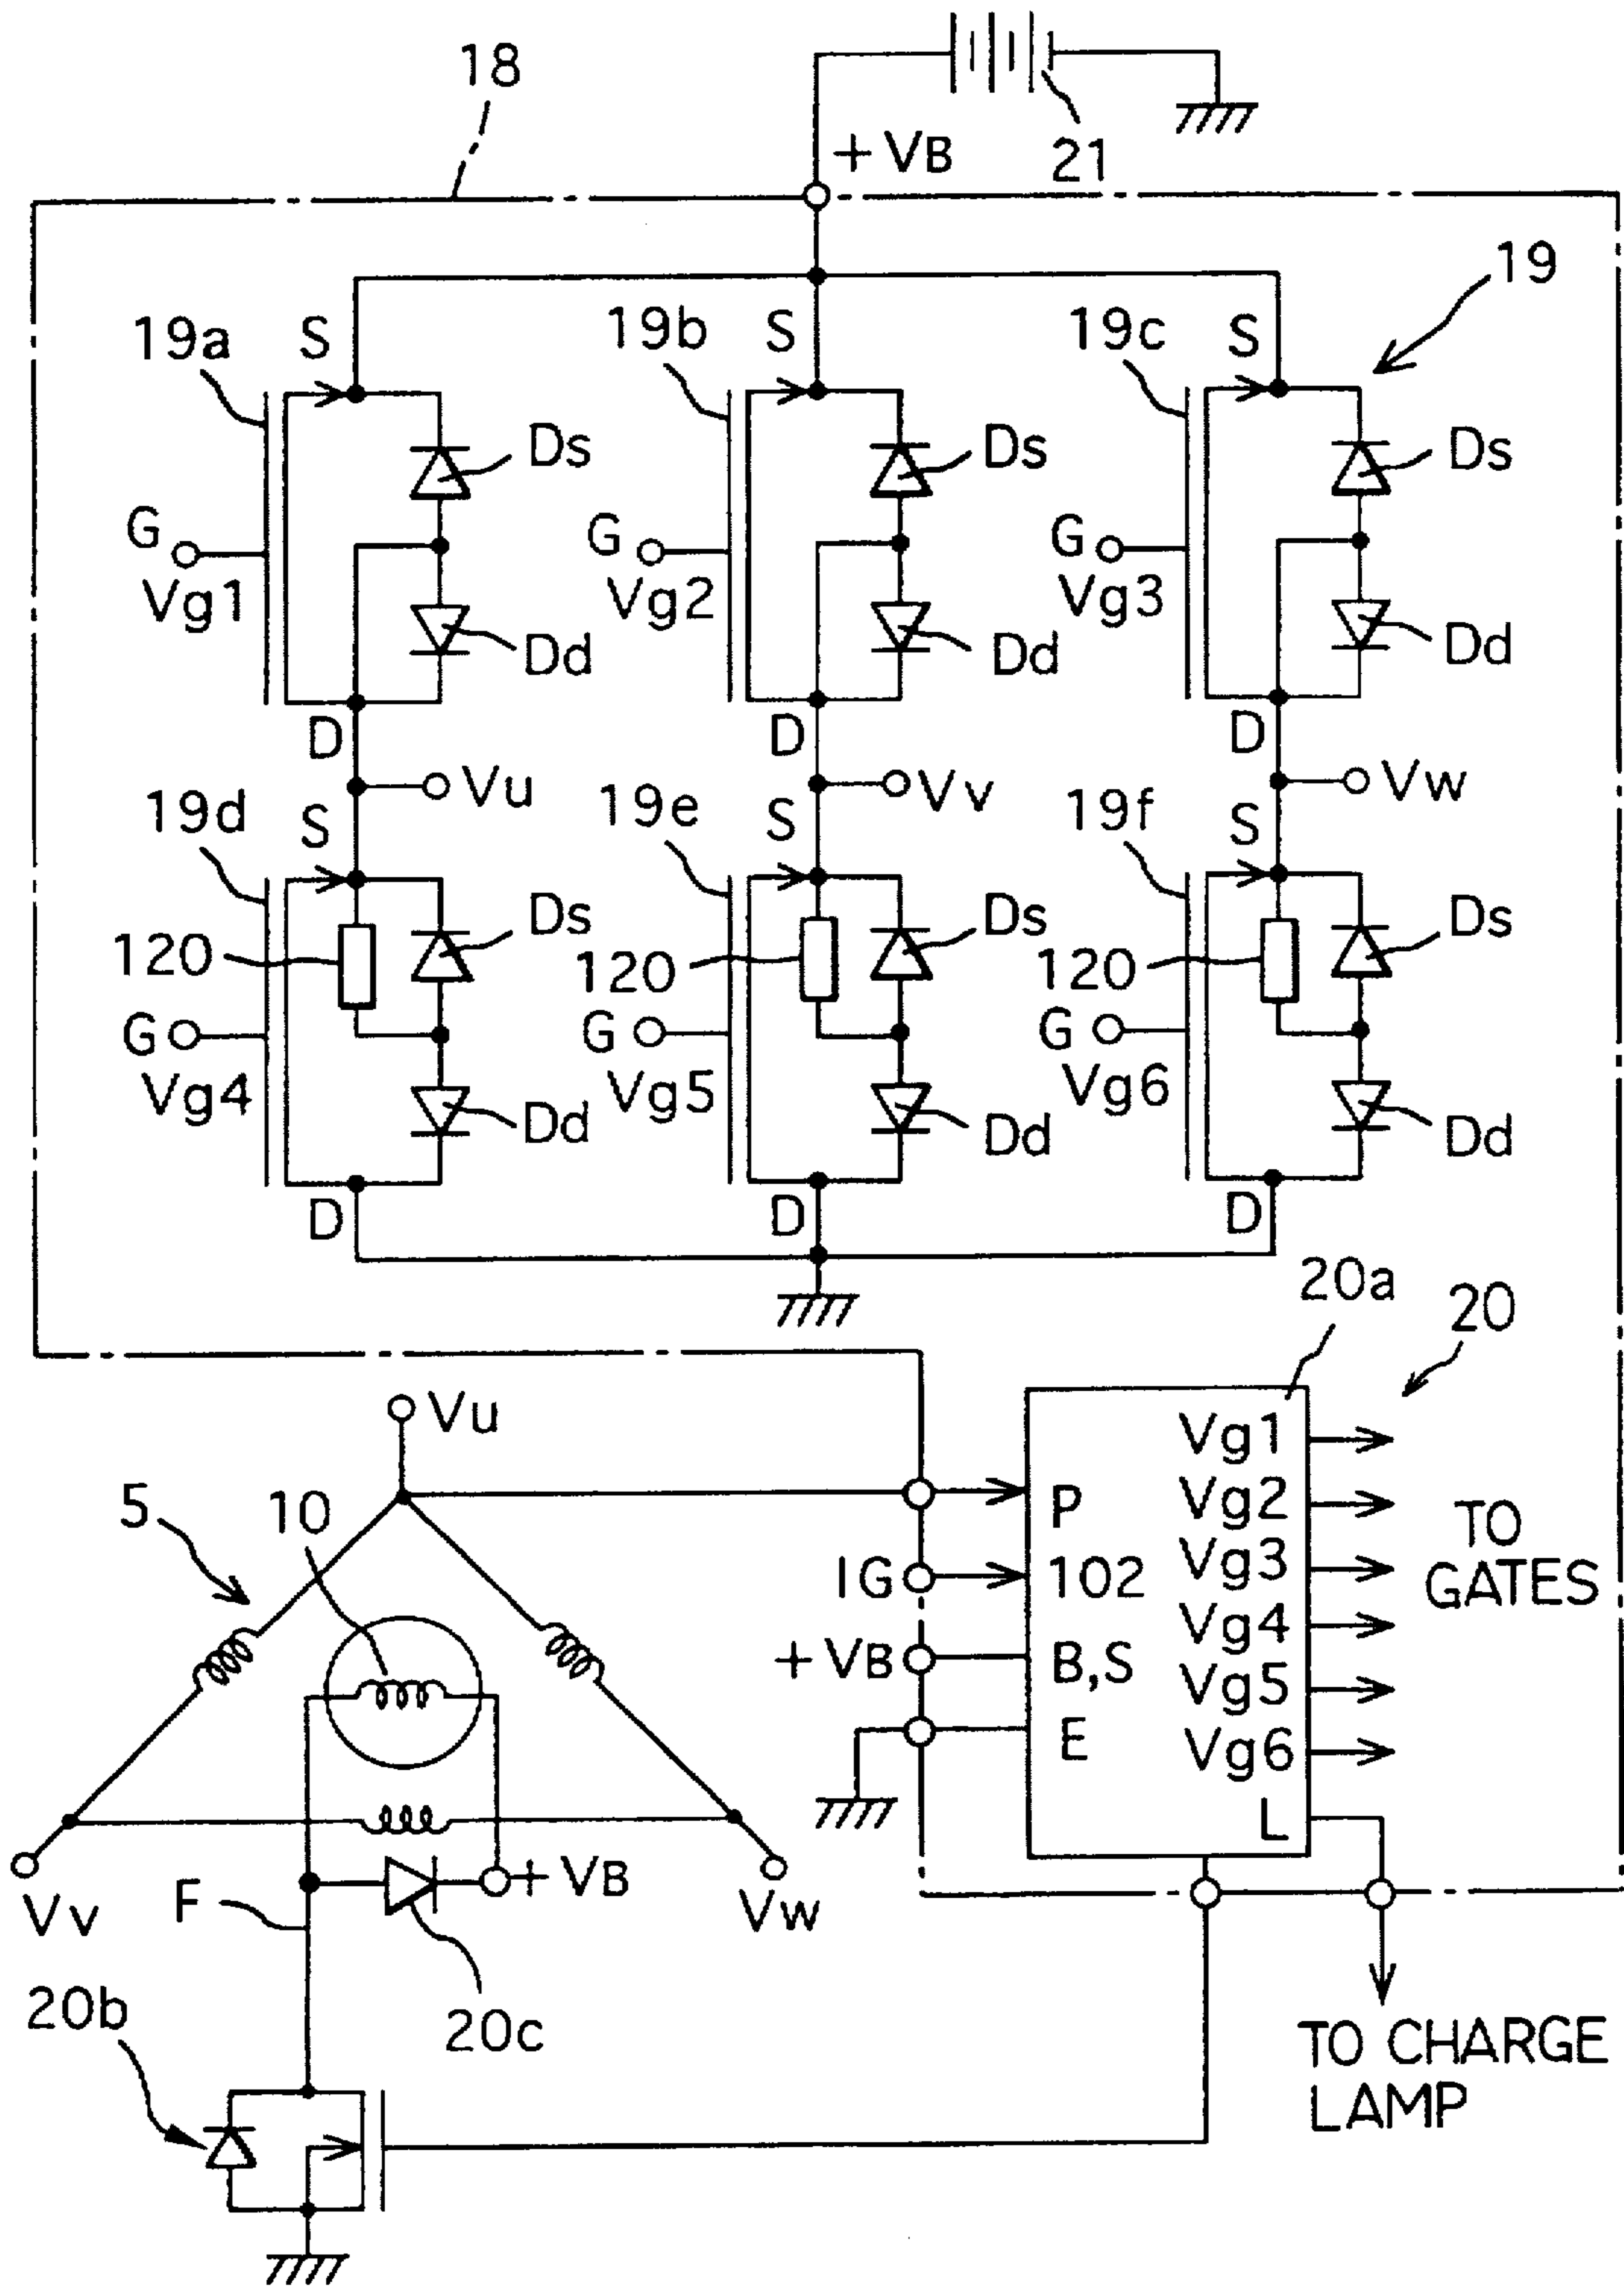 18
21
+VB
19
19a
S
19b
S
19c
S
Ds
Ds
Ds
G
Vg1
G
Vg2
G
Vg3
Dd
Dd
Dd
D
D
D
Vu
Vv
Vw
19d
S
19e
S
19f
S
Ds
Ds
Ds
120
120
120
G
Vg4
G
Vg5
G
Vg6
Dd
Dd
Dd
D
D
D
20a
20
Vu
Vg1
5
10
P
Vg2
TO
GATES
IG
102
Vg3
Vg4
+VB
B,S
Vg5
E
Vg6
L
Vv
F
+VB
Vw
20b
20c
TO CHARGE
LAMP